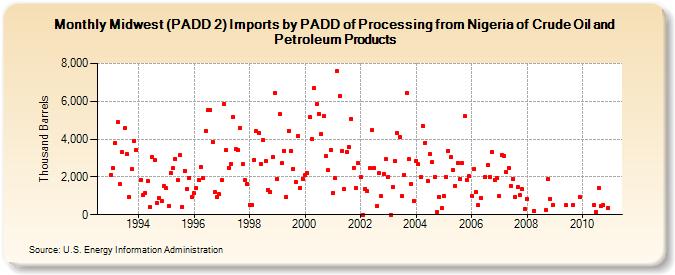 Monthly Midwest (PADD 2) Imports by PADD of Processing from Nigeria of Crude Oil and
Petroleum Products
Thousand Barrels
8,000
6,000
4,000
2,000
0
1994 1996 1998 2000 2002 2004 2006 2008 2010
Source: U.S. Energy Information Administration